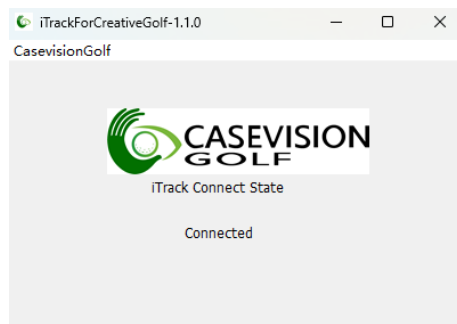 iTrackForCreativeGolf-1.1.0
CasevisionGolf
CASEVISION
GOLF
iTrack Connect State
Connected